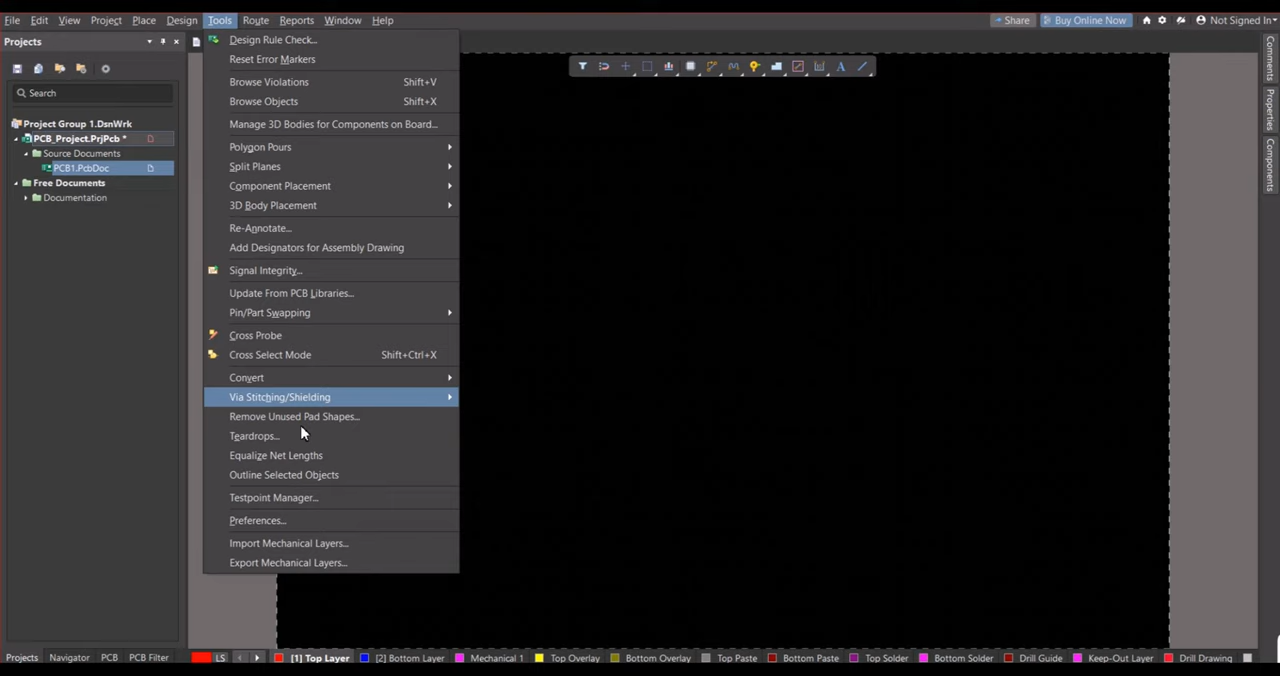 File Edit View Project Place Design Tools Route Reports Window Help Share Buy Online Now Not Signed In
Projects
Search
Project Group 1.DsnWrk
PCB_Project.PrjPcb *
Source Documents
PCB1.PcbDoc
Free Documents
Documentation
Design Rule Check...
Reset Error Markers
Browse Violations Shift+V
Browse Objects Shift+X
Manage 3D Bodies for Components on Board...
Polygon Pours
Split Planes
Component Placement
3D Body Placement
Re-Annotate...
Add Designators for Assembly Drawing
Signal Integrity...
Update From PCB Libraries...
Pin/Part Swapping
Cross Probe
Cross Select Mode Shift+Ctrl+X
Convert
Via Stitching/Shielding
Remove Unused Pad Shapes...
Teardrops...
Equalize Net Lengths
Outline Selected Objects
Testpoint Manager...
Preferences...
Import Mechanical Layers...
Export Mechanical Layers...
A
Comments
Properties
Components
Projects Navigator PCB PCB Filter LS [1] Top Layer [2] Bottom Layer Mechanical 1 Top Overlay Bottom Overlay Top Paste Bottom Paste Top Solder Bottom Solder Drill Guide Keep-Out Layer Drill Drawing